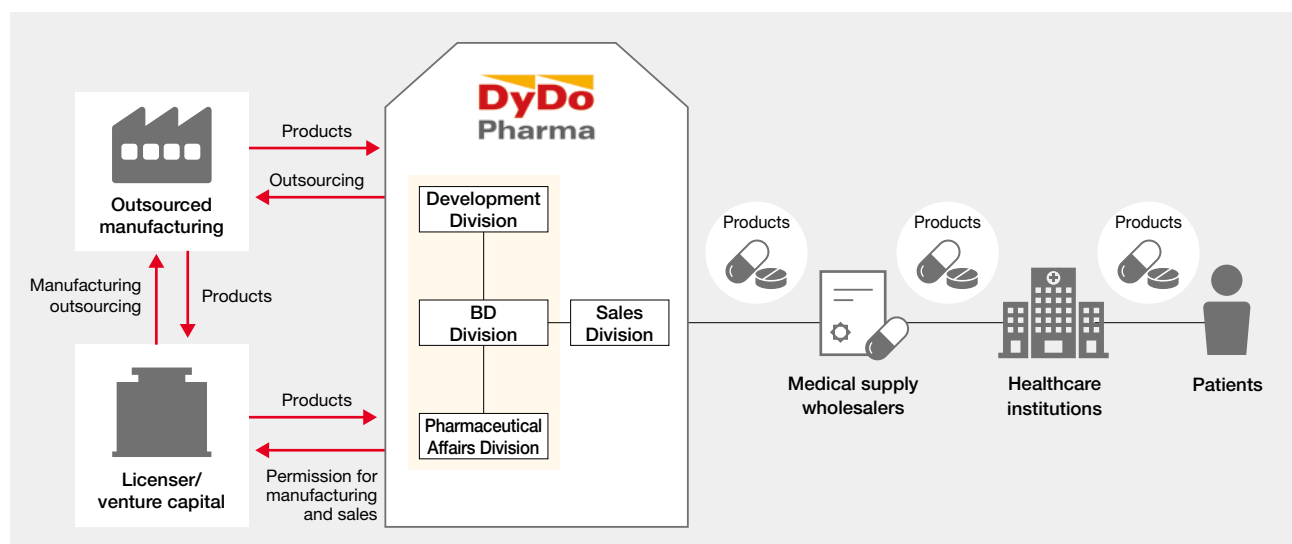 DyDo
Pharma
Products
Outsourcing
Outsourced
manufacturing
Manufacturing
outsourcing
Products
Licenser/
venture capital
Products
Permission for
manufacturing
and sales
Development
Division
BD
Division
Sales
Division
Pharmaceutical
Affairs Division
Products
Products
Products
Medical supply
wholesalers
Healthcare
institutions
Patients